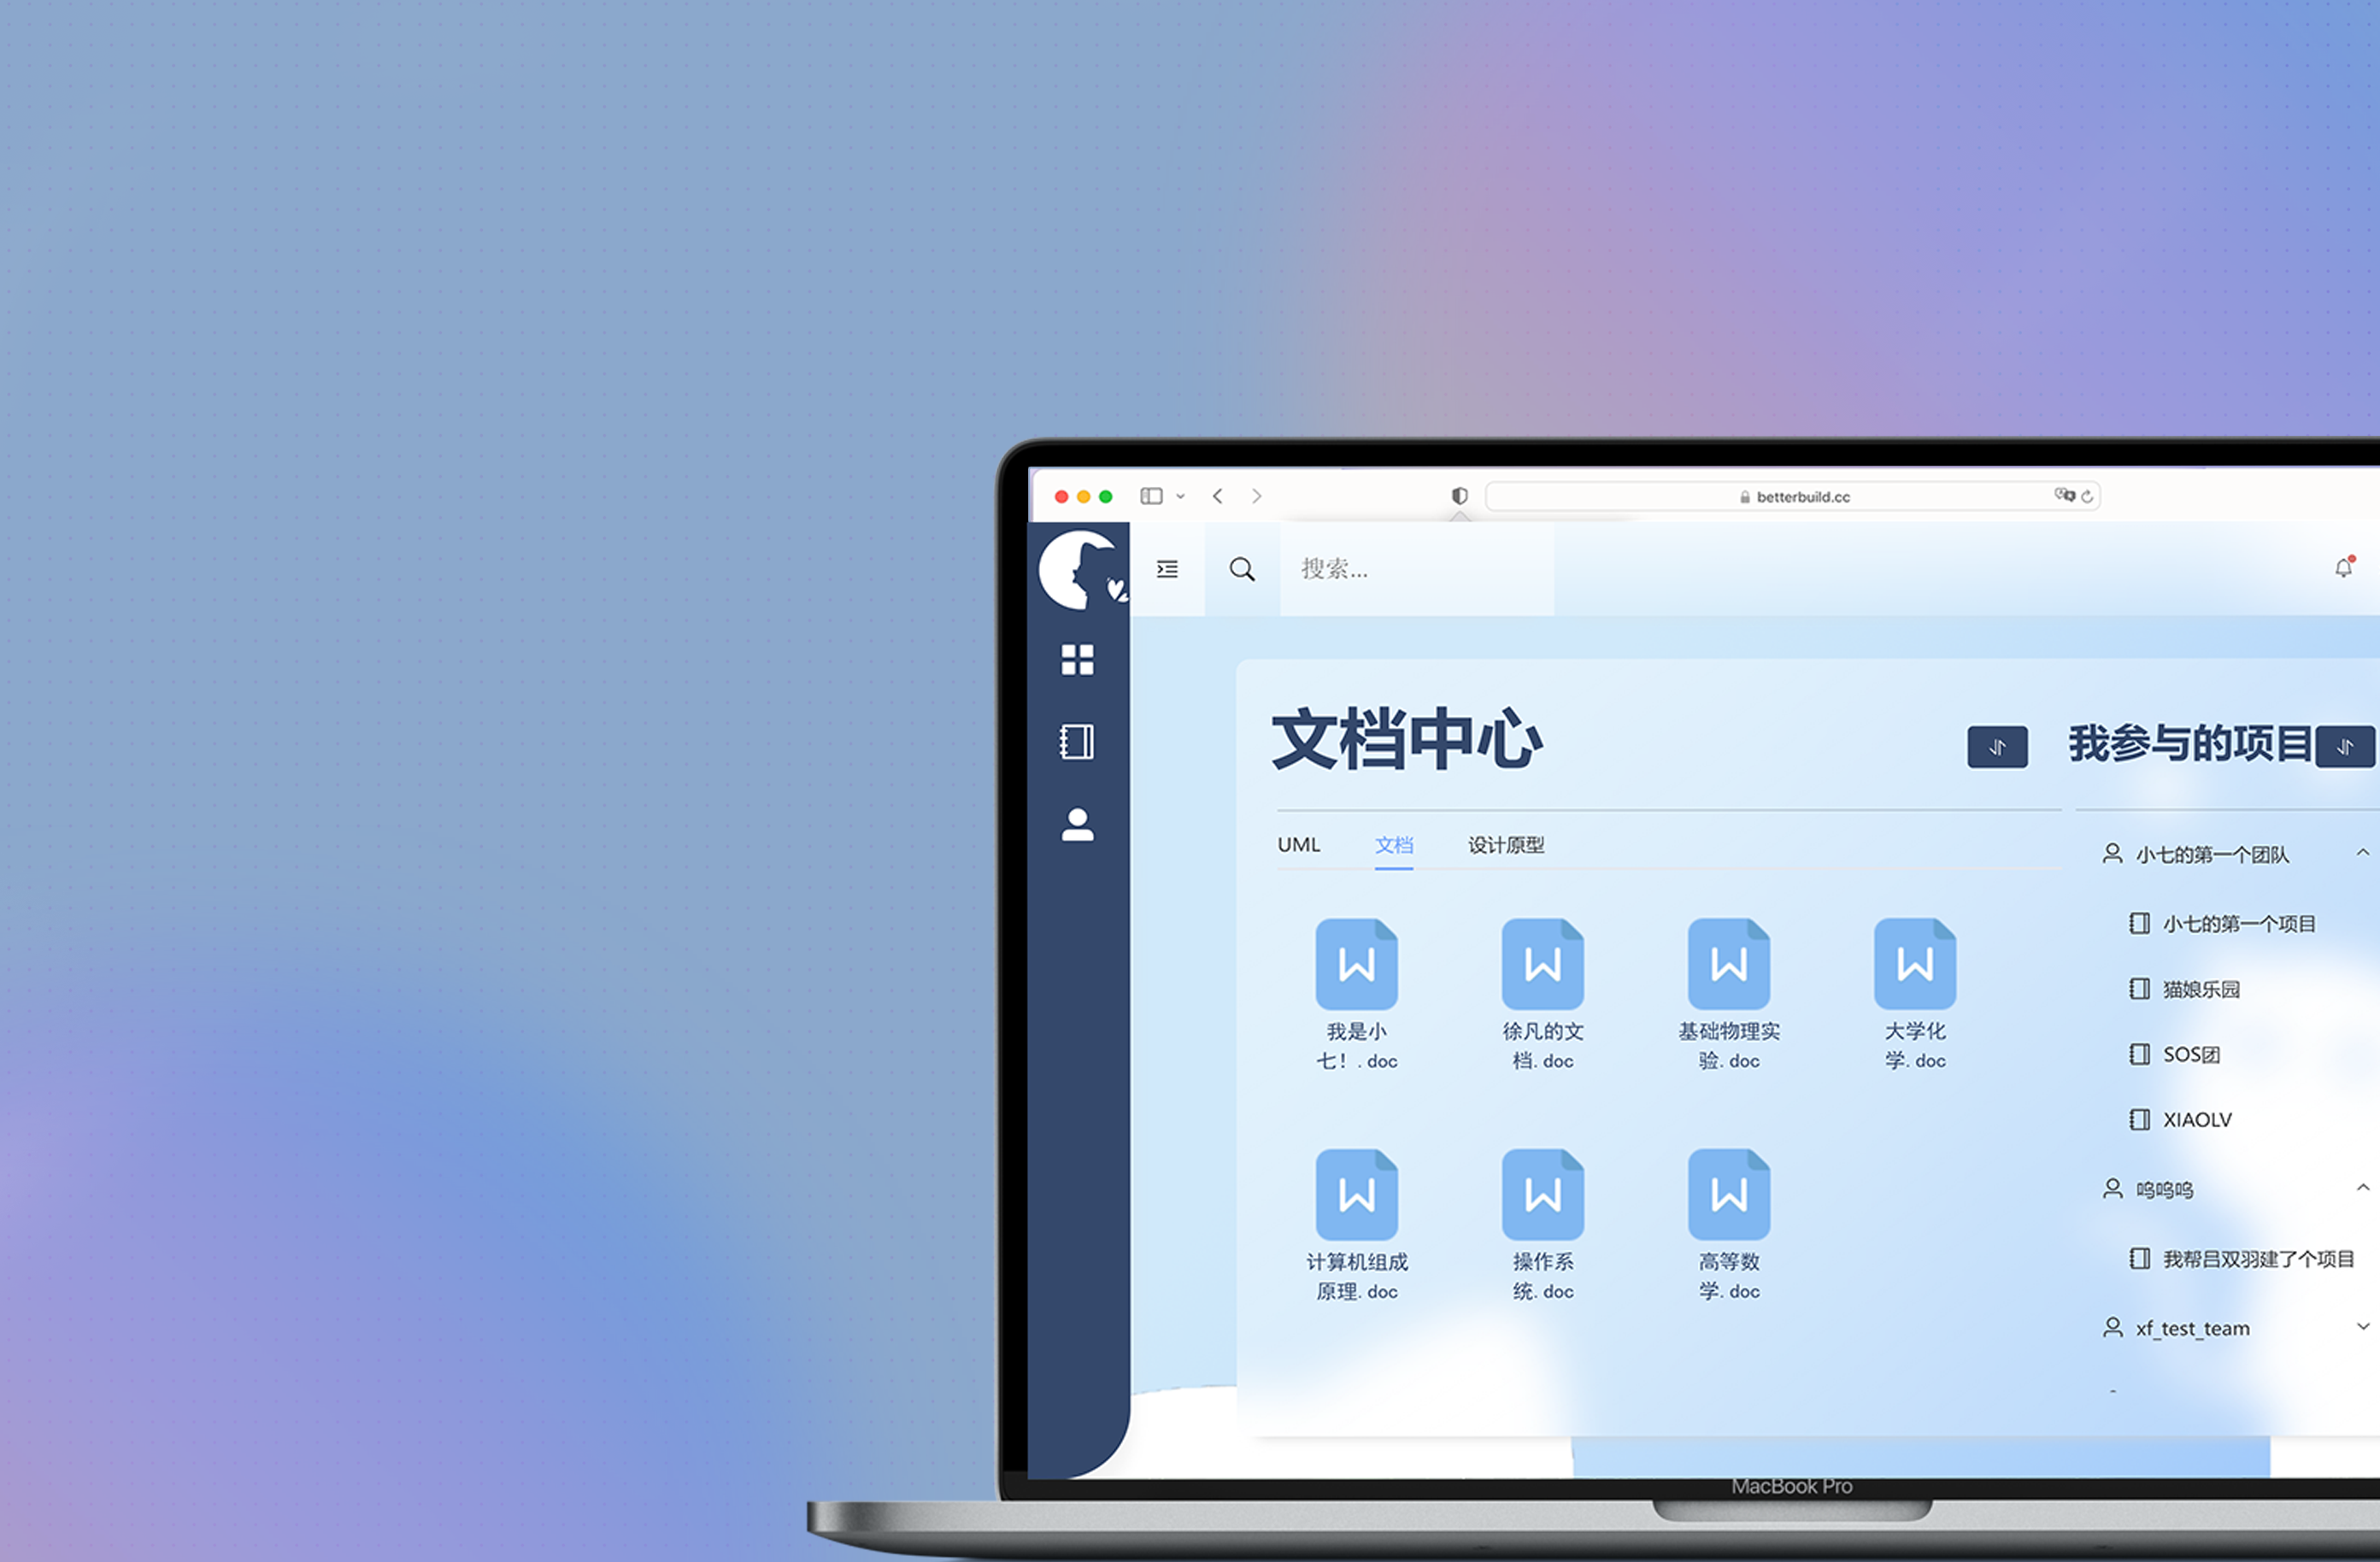 betterbuild.cc
搜索...
文档中心
我参与的项目
UML 文档 设计原型
我是小
七！. doc
徐凡的文
档. doc
基础物理实
验. doc
大学化
学. doc
计算机组成
原理. doc
操作系
统. doc
高等数
学. doc
小七的第一个团队
小七的第一个项目
猫娘乐园
SOS团
XIAOLV
呜呜呜
我帮吕双羽建了个项目
xf_test_team
MacBook Pro